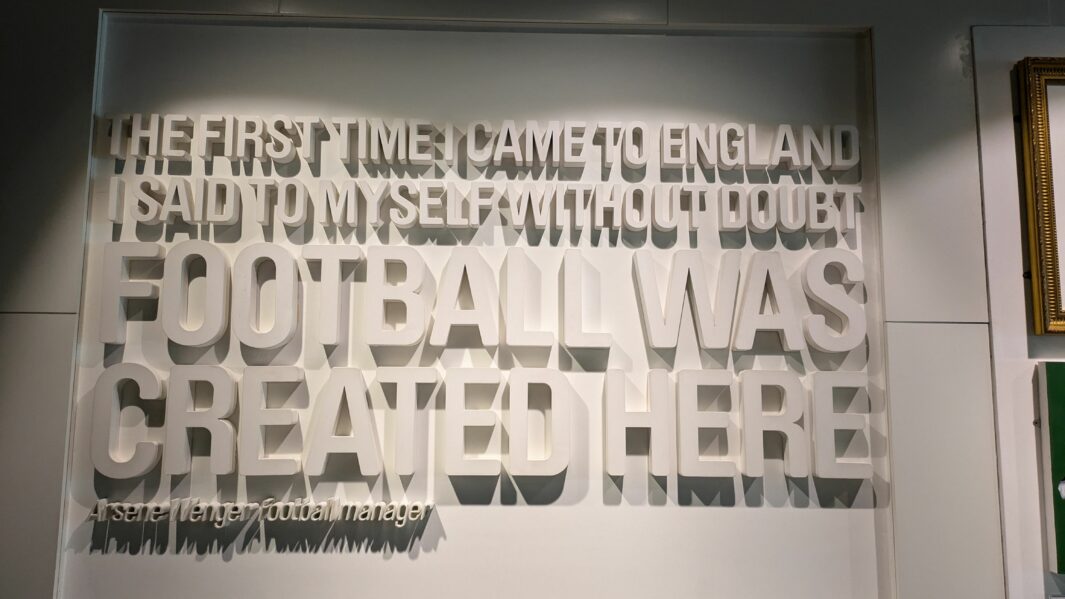 THE FIRST TIME I CAME TO ENGLAND
I SAID TO MYSELF WITHOUT DOUBT
FOOTBALL WAS
CREATED HERE
Arsene Wenger, Football manager